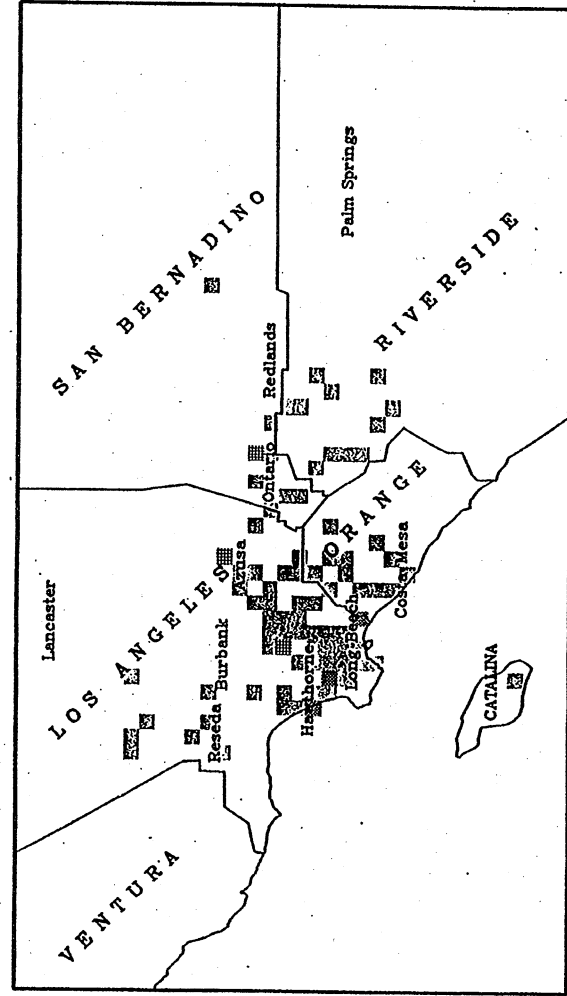 Lancaster
SAN BERNADINO
LOS ANGELES
VENTURA
Reseda
Burbank
Azusa
Ontario
Redlands
Palm Springs
RIVERSIDE
Hawthorne
Long Beach
ORANGE
Costa Mesa
CATALINA